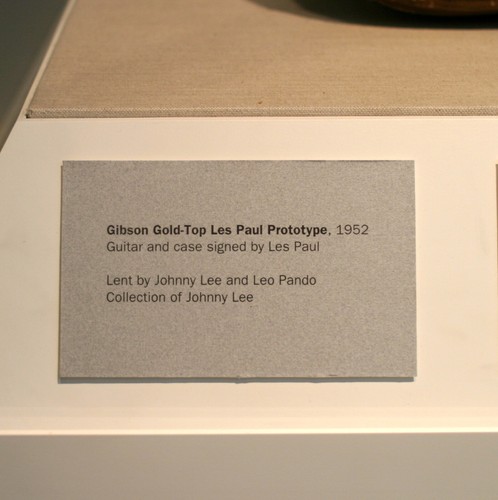 Gibson Gold-Top Les Paul Prototype, 1952
Guitar and case signed by Les Paul
Lent by Johnny Lee and Leo Pando
Collection of Johnny Lee